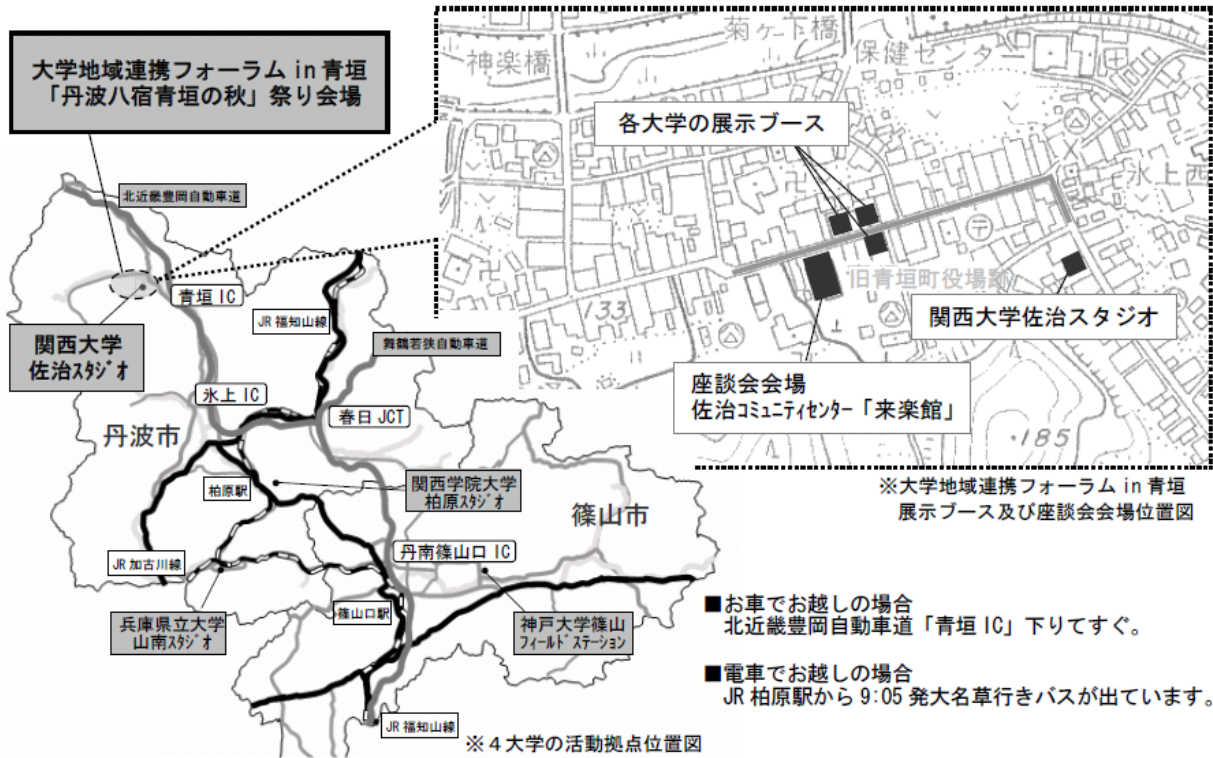 大学地域連携フォーラム in 青垣
「丹波八宿青垣の秋」祭り会場
北近畿豊岡自動車道
青垣 IC
JR 福知山線
舞鶴若狭自動車道
関西大学
佐治スタジオ
氷上 IC
春日 JCT
丹波市
柏原駅
関西学院大学
柏原スタジオ
篠山市
JR 加古川線
丹南篠山口 IC
兵庫県立大学
山南スタジオ
篠山口駅
神戸大学篠山
フィールドステーション
JR 福知山線
※４大学の活動拠点位置図
神楽橋
菊ヶ下橋
保健センター
各大学の展示ブース
氷上西
旧青垣町役場跡
133
関西大学佐治スタジオ
座談会会場
佐治コミュニティセンター「来楽館」
・185
※大学地域連携フォーラム in 青垣
展示ブース及び座談会会場位置図
■お車でお越しの場合
北近畿豊岡自動車道「青垣 IC」下りてすぐ。
■電車でお越しの場合
JR 柏原駅から 9:05 発大名草行きバスが出ています。